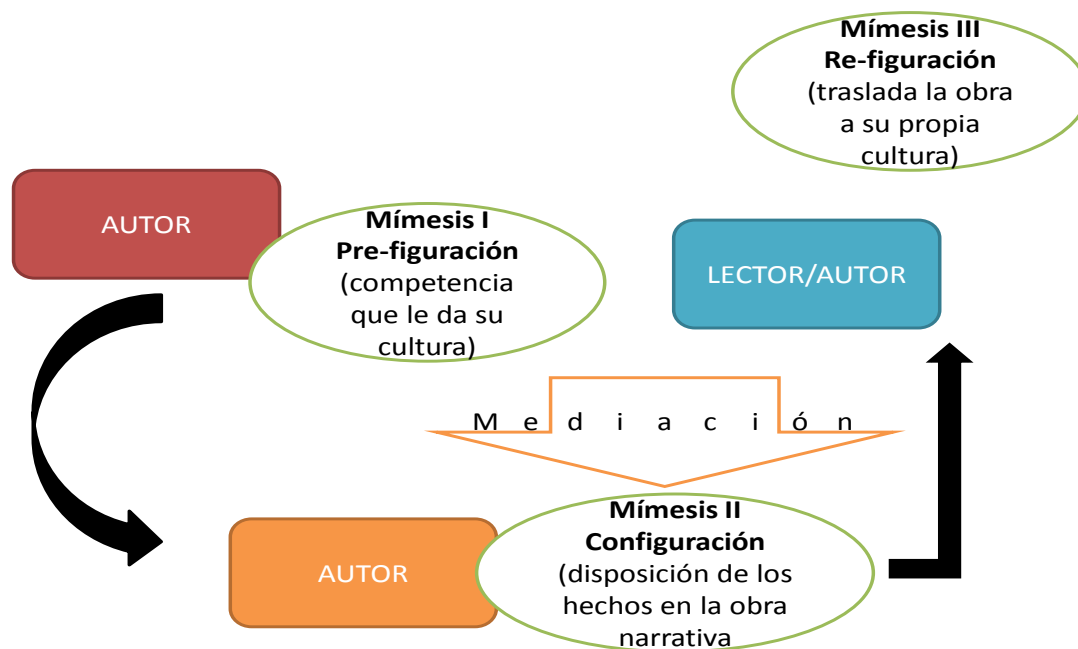 Mímesis III
Re-figuración
(traslada la obra
a su propia
cultura)
AUTOR
Mímesis I
Pre-figuración
(competencia
que le da su
cultura)
LECTOR/AUTOR
M e d i a c i ó n
Mímesis II
Configuración
(disposición de los
hechos en la obra
narrativa
AUTOR